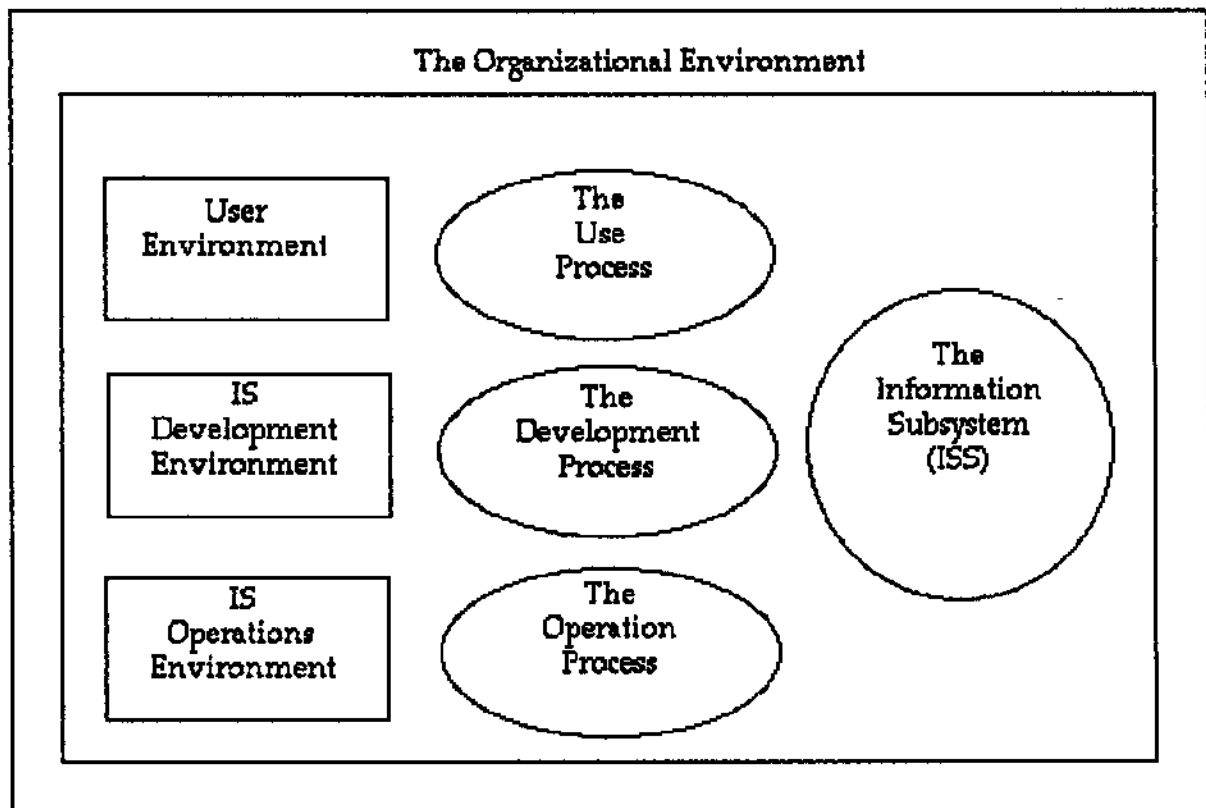 The Organizational Environment
User
Environment
The
Use
Process
IS
Development
Environment
The
Development
Process
The
Information
Subsystem
(ISS)
IS
Operations
Environment
The
Operation
Process